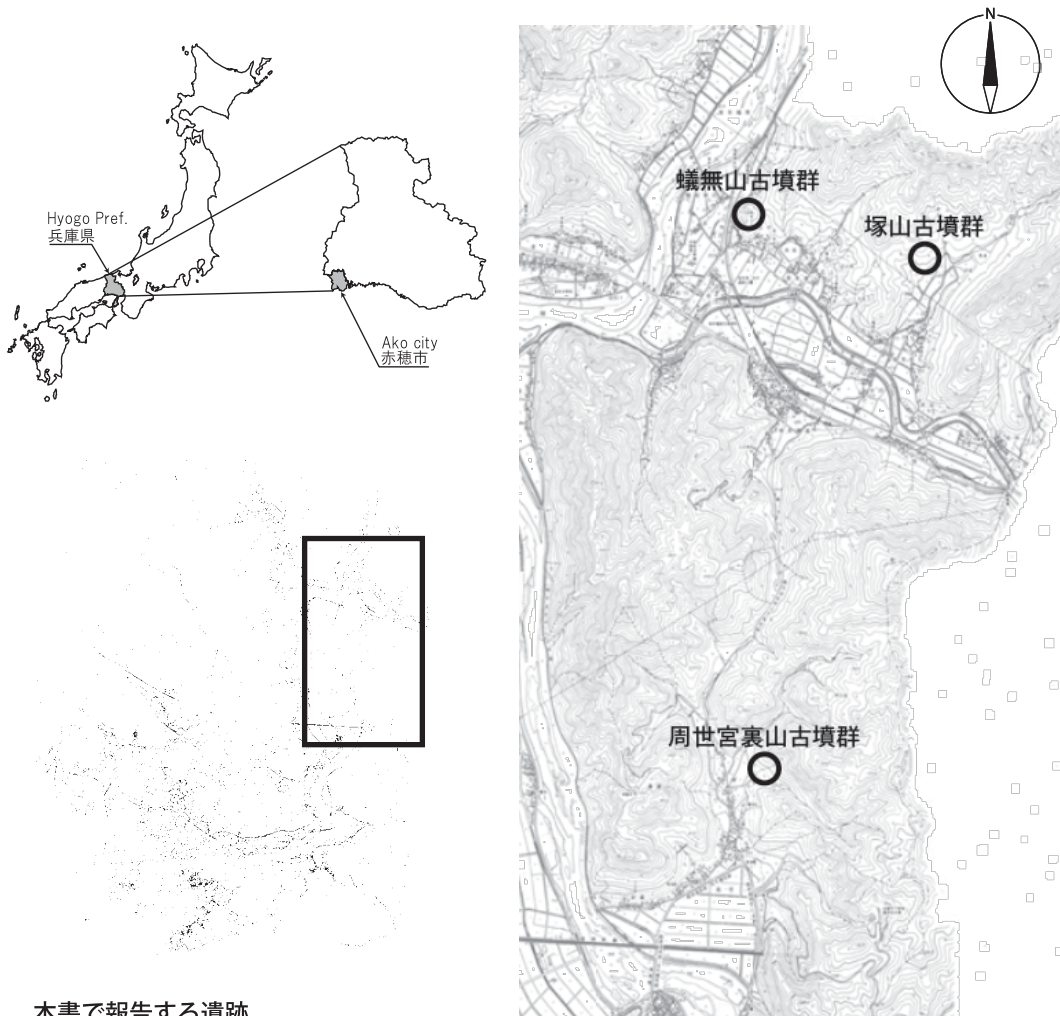 N
Hyogo Pref.
兵庫県
Ako city
赤穂市
蟻無山古墳群
塚山古墳群
周世宮裏山古墳群
本書で報告する遺跡